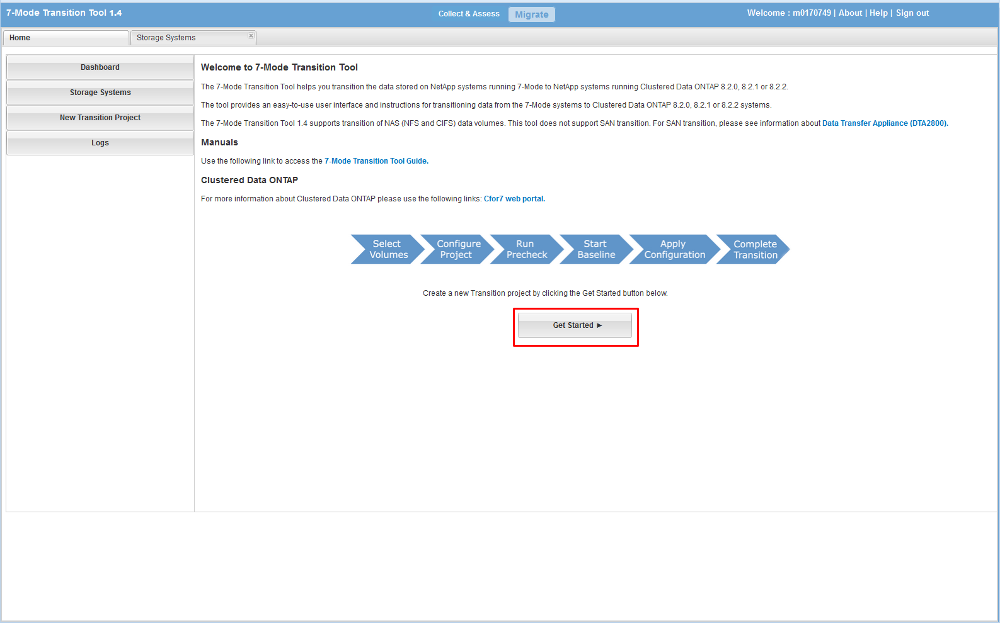 7-Mode Transition Tool 1.4
Collect & Assess
Migrate
Welcome : m0170749 | About | Help | Sign out
Home
Storage Systems
Dashboard
Storage Systems
New Transition Project
Logs
Welcome to 7-Mode Transition Tool
The 7-Mode Transition Tool helps you transition the data stored on NetApp systems running 7-Mode to NetApp systems running Clustered Data ONTAP 8.2.0, 8.2.1 or 8.2.2.
The tool provides an easy-to-use user interface and instructions for transitioning data from the 7-Mode systems to Clustered Data ONTAP 8.2.0, 8.2.1 or 8.2.2 systems.
The 7-Mode Transition Tool 1.4 supports transition of NAS (NFS and CIFS) data volumes. This tool does not support SAN transition. For SAN transition, please see information about Data Transfer Appliance (DTA2800).
Manuals
Use the following link to access the 7-Mode Transition Tool Guide.
Clustered Data ONTAP
For more information about Clustered Data ONTAP please use the following links: Cfor7 web portal.
Select
Volumes
Configure
Project
Run
Precheck
Start
Baseline
Apply
Configuration
Complete
Transition
Create a new Transition project by clicking the Get Started button below.
Get Started ►